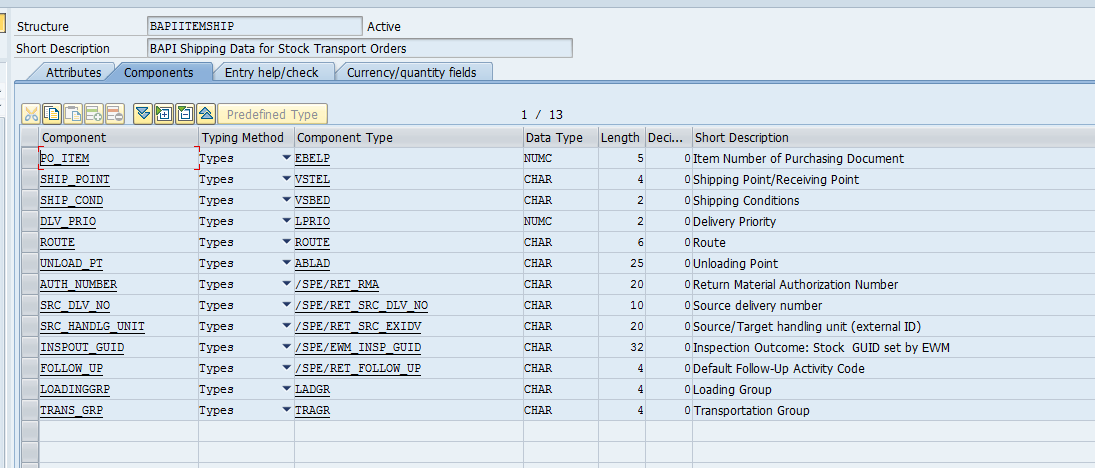 Structure BAPIITEMSHIP Active
Short Description BAPI Shipping Data for Stock Transport Orders
Attributes Components Entry help/check Currency/quantity fields
Predefined Type 1 / 13
Component Typing Method Component Type Data Type Length Deci... Short Description
PO_ITEM Types EBELP NUMC 5 0 Item Number of Purchasing Document
SHIP_POINT Types VSTEL CHAR 4 0 Shipping Point/Receiving Point
SHIP_COND Types VSBED CHAR 2 0 Shipping Conditions
DLV_PRIO Types LPRIO NUMC 2 0 Delivery Priority
ROUTE Types ROUTE CHAR 6 0 Route
UNLOAD_PT Types ABLAD CHAR 25 0 Unloading Point
AUTH_NUMBER Types /SPE/RET_RMA CHAR 20 0 Return Material Authorization Number
SRC_DLV_NO Types /SPE/RET_SRC_DLV_NO CHAR 10 0 Source delivery number
SRC_HANDLG_UNIT Types /SPE/RET_SRC_EXIDV CHAR 20 0 Source/Target handling unit (external ID)
INSPOUT_GUID Types /SPE/EWM_INSP_GUID CHAR 32 0 Inspection Outcome: Stock  GUID set by EWM
FOLLOW_UP Types /SPE/RET_FOLLOW_UP CHAR 4 0 Default Follow-Up Activity Code
LOADINGGRP Types LADGR CHAR 4 0 Loading Group
TRANS_GRP Types TRAGR CHAR 4 0 Transportation Group